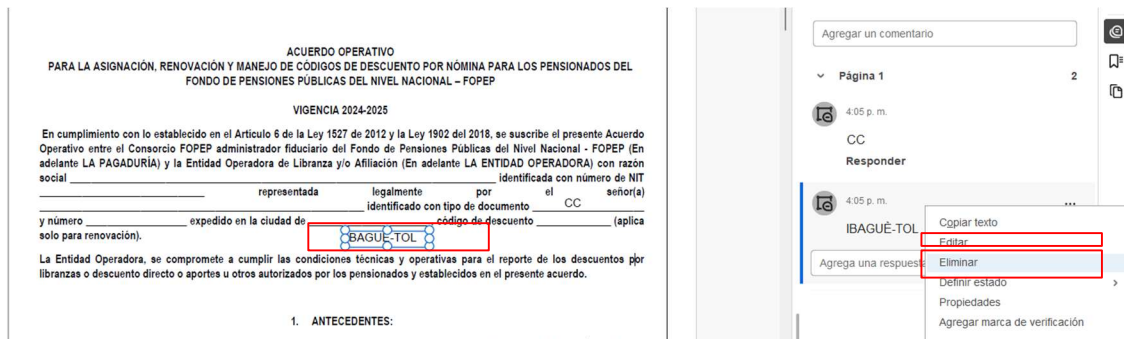 ACUERDO OPERATIVO
PARA LA ASIGNACIÓN, RENOVACIÓN Y MANEJO DE CÓDIGOS DE DESCUENTO POR NÓMINA PARA LOS PENSIONADOS DEL
FONDO DE PENSIONES PÚBLICAS DEL NIVEL NACIONAL – FOPEP
VIGENCIA 2024-2025
En cumplimiento con lo establecido en el Articulo 6 de la Ley 1527 de 2012 y la Ley 1902 del 2018, se suscribe el presente Acuerdo
Operativo entre el Consorcio FOPEP administrador fiduciario del Fondo de Pensiones Públicas del Nivel Nacional - FOPEP (En
adelante LA PAGADURÍA) y la Entidad Operadora de Libranza y/o Afiliación (En adelante LA ENTIDAD OPERADORA) con razón
social ___ identificada con número de NIT
___ representada legalmente por el señor(a)
___ identificado con tipo de documento CC
y número ___ expedido en la ciudad de ___ código de descuento ___ (aplica
solo para renovación). IBAGUÉ-TOL
La Entidad Operadora, se compromete a cumplir las condiciones técnicas y operativas para el reporte de los descuentos por
libranzas o descuento directo o aportes u otros autorizados por los pensionados y establecidos en el presente acuerdo.
1. ANTECEDENTES:
Agregar un comentario
Página 1 2
4:05 p. m.
CC
Responder
4:05 p. m.
IBAGUÉ-TOL
Agrega una respuesta
Copiar texto
Editar
Eliminar
Definir estado
Propiedades
Agregar marca de verificación